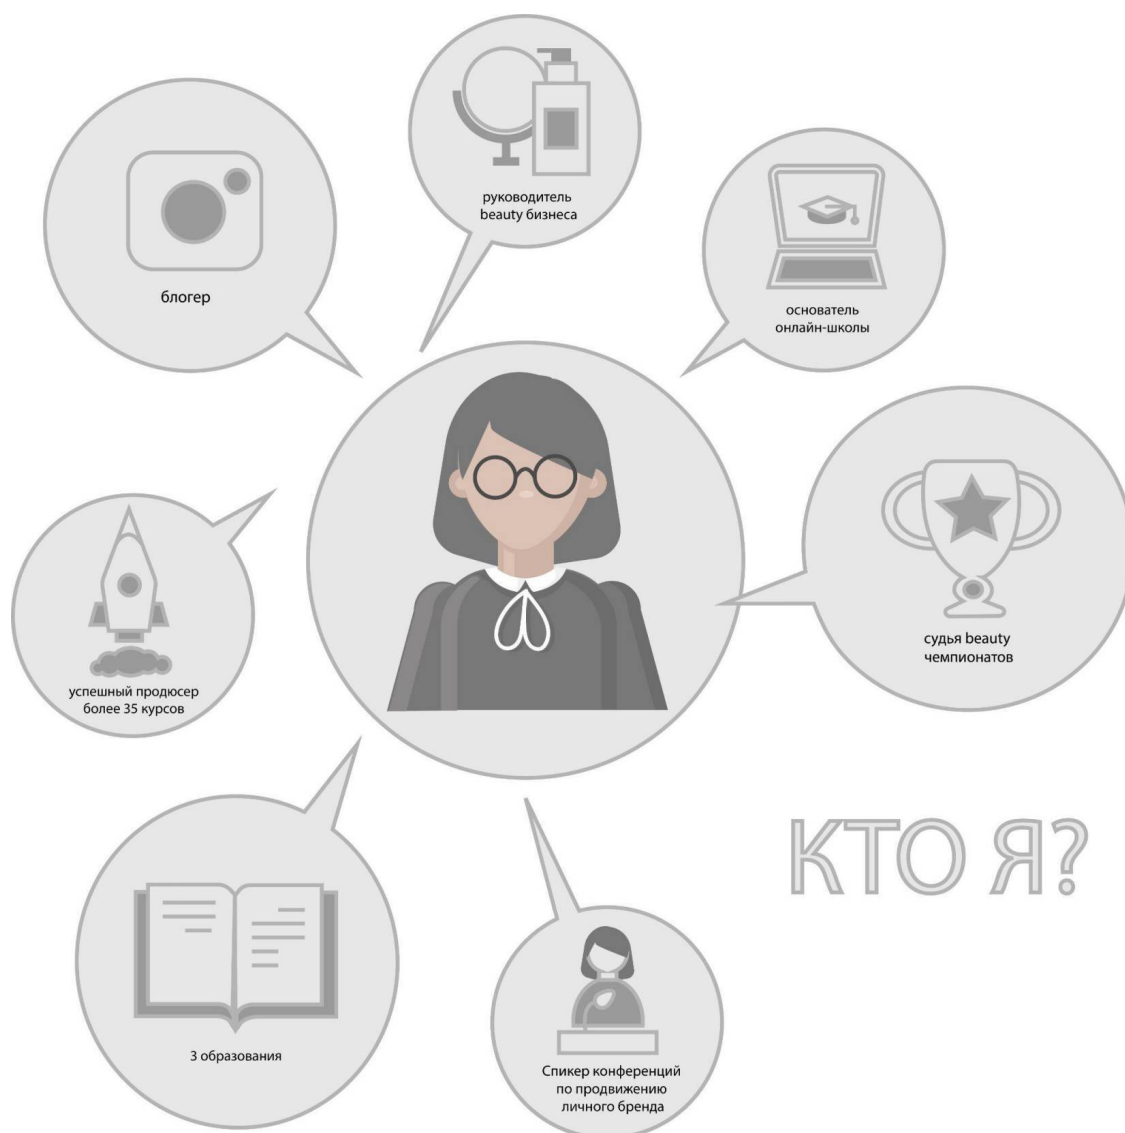 руководитель
beauty бизнеса
блогер
основатель
онлайн-школы
судья beauty
чемпионатов
успешный продюсер
более 35 курсов
КТО Я?
3 образования
Спикер конференций
по продвижению
личного бренда